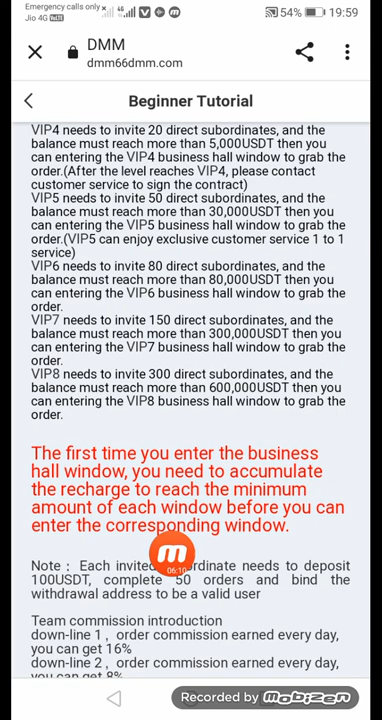 Emergency calls only
Jio 4G VoLTE
4G
54%
19:59
DMM
dmm66dmm.com
Beginner Tutorial
VIP4 needs to invite 20 direct subordinates, and the
balance must reach more than 5,000USDT then you
can entering the VIP4 business hall window to grab the
order.(After the level reaches VIP4, please contact
customer service to sign the contract)
VIP5 needs to invite 50 direct subordinates, and the
balance must reach more than 30,000USDT then you
can entering the VIP5 business hall window to grab the
order.(VIP5 can enjoy exclusive customer service 1 to 1
service)
VIP6 needs to invite 80 direct subordinates, and the
balance must reach more than 80,000USDT then you
can entering the VIP6 business hall window to grab the
order.
VIP7 needs to invite 150 direct subordinates, and the
balance must reach more than 300,000USDT then you
can entering the VIP7 business hall window to grab the
order.
VIP8 needs to invite 300 direct subordinates, and the
balance must reach more than 600,000USDT then you
can entering the VIP8 business hall window to grab the
order.
The first time you enter the business
hall window, you need to accumulate
the recharge to reach the minimum
amount of each window before you can
enter the corresponding window.
Note : Each invited rdinate needs to deposit
06:10
100USDT, complete 50 orders and bind the
withdrawal address to be a valid user
Team commission introduction
down-line 1 , order commission earned every day,
you can get 16%
down-line 2 , order commission earned every day,
you can get 8%
Recorded by Mobizen